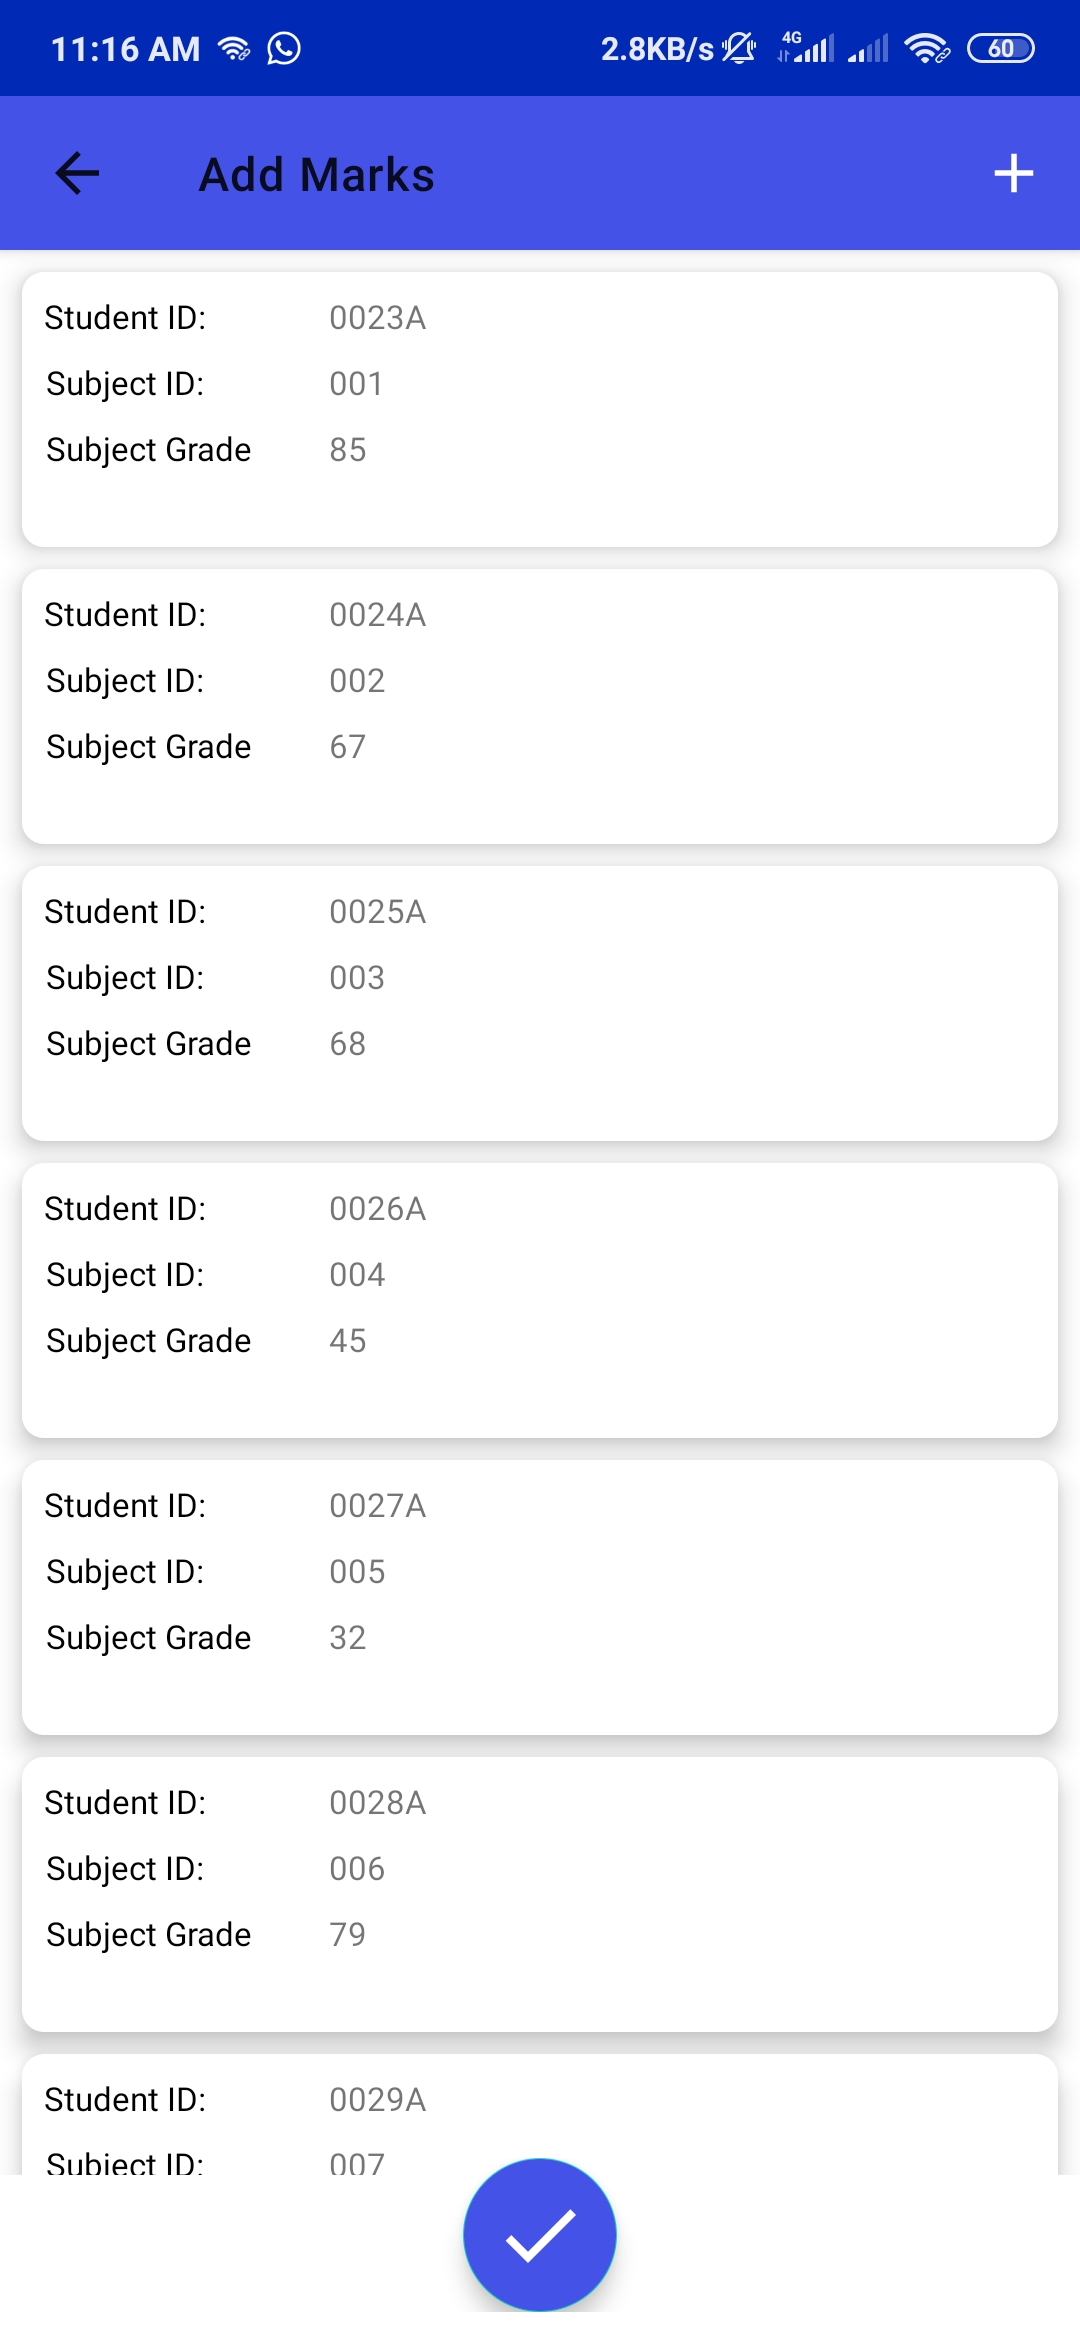 11:16 AM 2.8KB/s 4G 60
Add Marks
Student ID: 0023A
Subject ID: 001
Subject Grade 85
Student ID: 0024A
Subject ID: 002
Subject Grade 67
Student ID: 0025A
Subject ID: 003
Subject Grade 68
Student ID: 0026A
Subject ID: 004
Subject Grade 45
Student ID: 0027A
Subject ID: 005
Subject Grade 32
Student ID: 0028A
Subject ID: 006
Subject Grade 79
Student ID: 0029A
Subject ID: 007